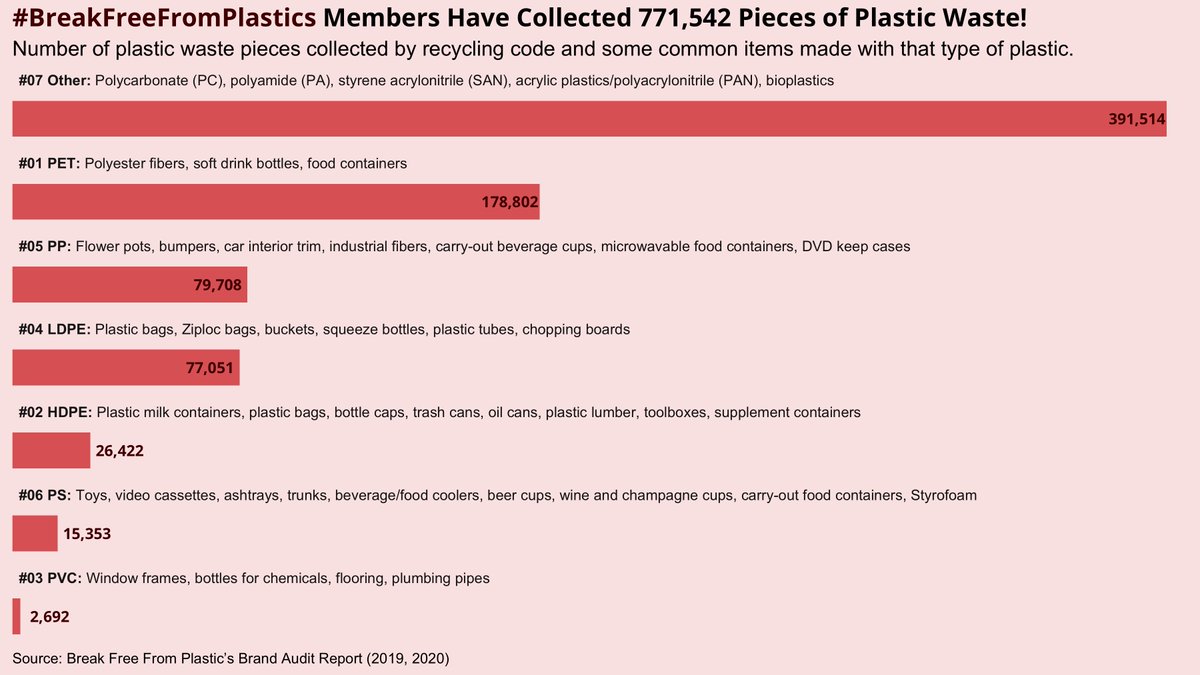 #BreakFreeFromPlastics Members Have Collected 771,542 Pieces of Plastic Waste!
Number of plastic waste pieces collected by recycling code and some common items made with that type of plastic.
#07 Other: Polycarbonate (PC), polyamide (PA), styrene acrylonitrile (SAN), acrylic plastics/polyacrylonitrile (PAN), bioplastics
391,514
#01 PET: Polyester fibers, soft drink bottles, food containers
178,802
#05 PP: Flower pots, bumpers, car interior trim, industrial fibers, carry-out beverage cups, microwavable food containers, DVD keep cases
79,708
#04 LDPE: Plastic bags, Ziploc bags, buckets, squeeze bottles, plastic tubes, chopping boards
77,051
#02 HDPE: Plastic milk containers, plastic bags, bottle caps, trash cans, oil cans, plastic lumber, toolboxes, supplement containers
26,422
#06 PS: Toys, video cassettes, ashtrays, trunks, beverage/food coolers, beer cups, wine and champagne cups, carry-out food containers, Styrofoam
15,353
#03 PVC: Window frames, bottles for chemicals, flooring, plumbing pipes
2,692
Source: Break Free From Plastic’s Brand Audit Report (2019, 2020)